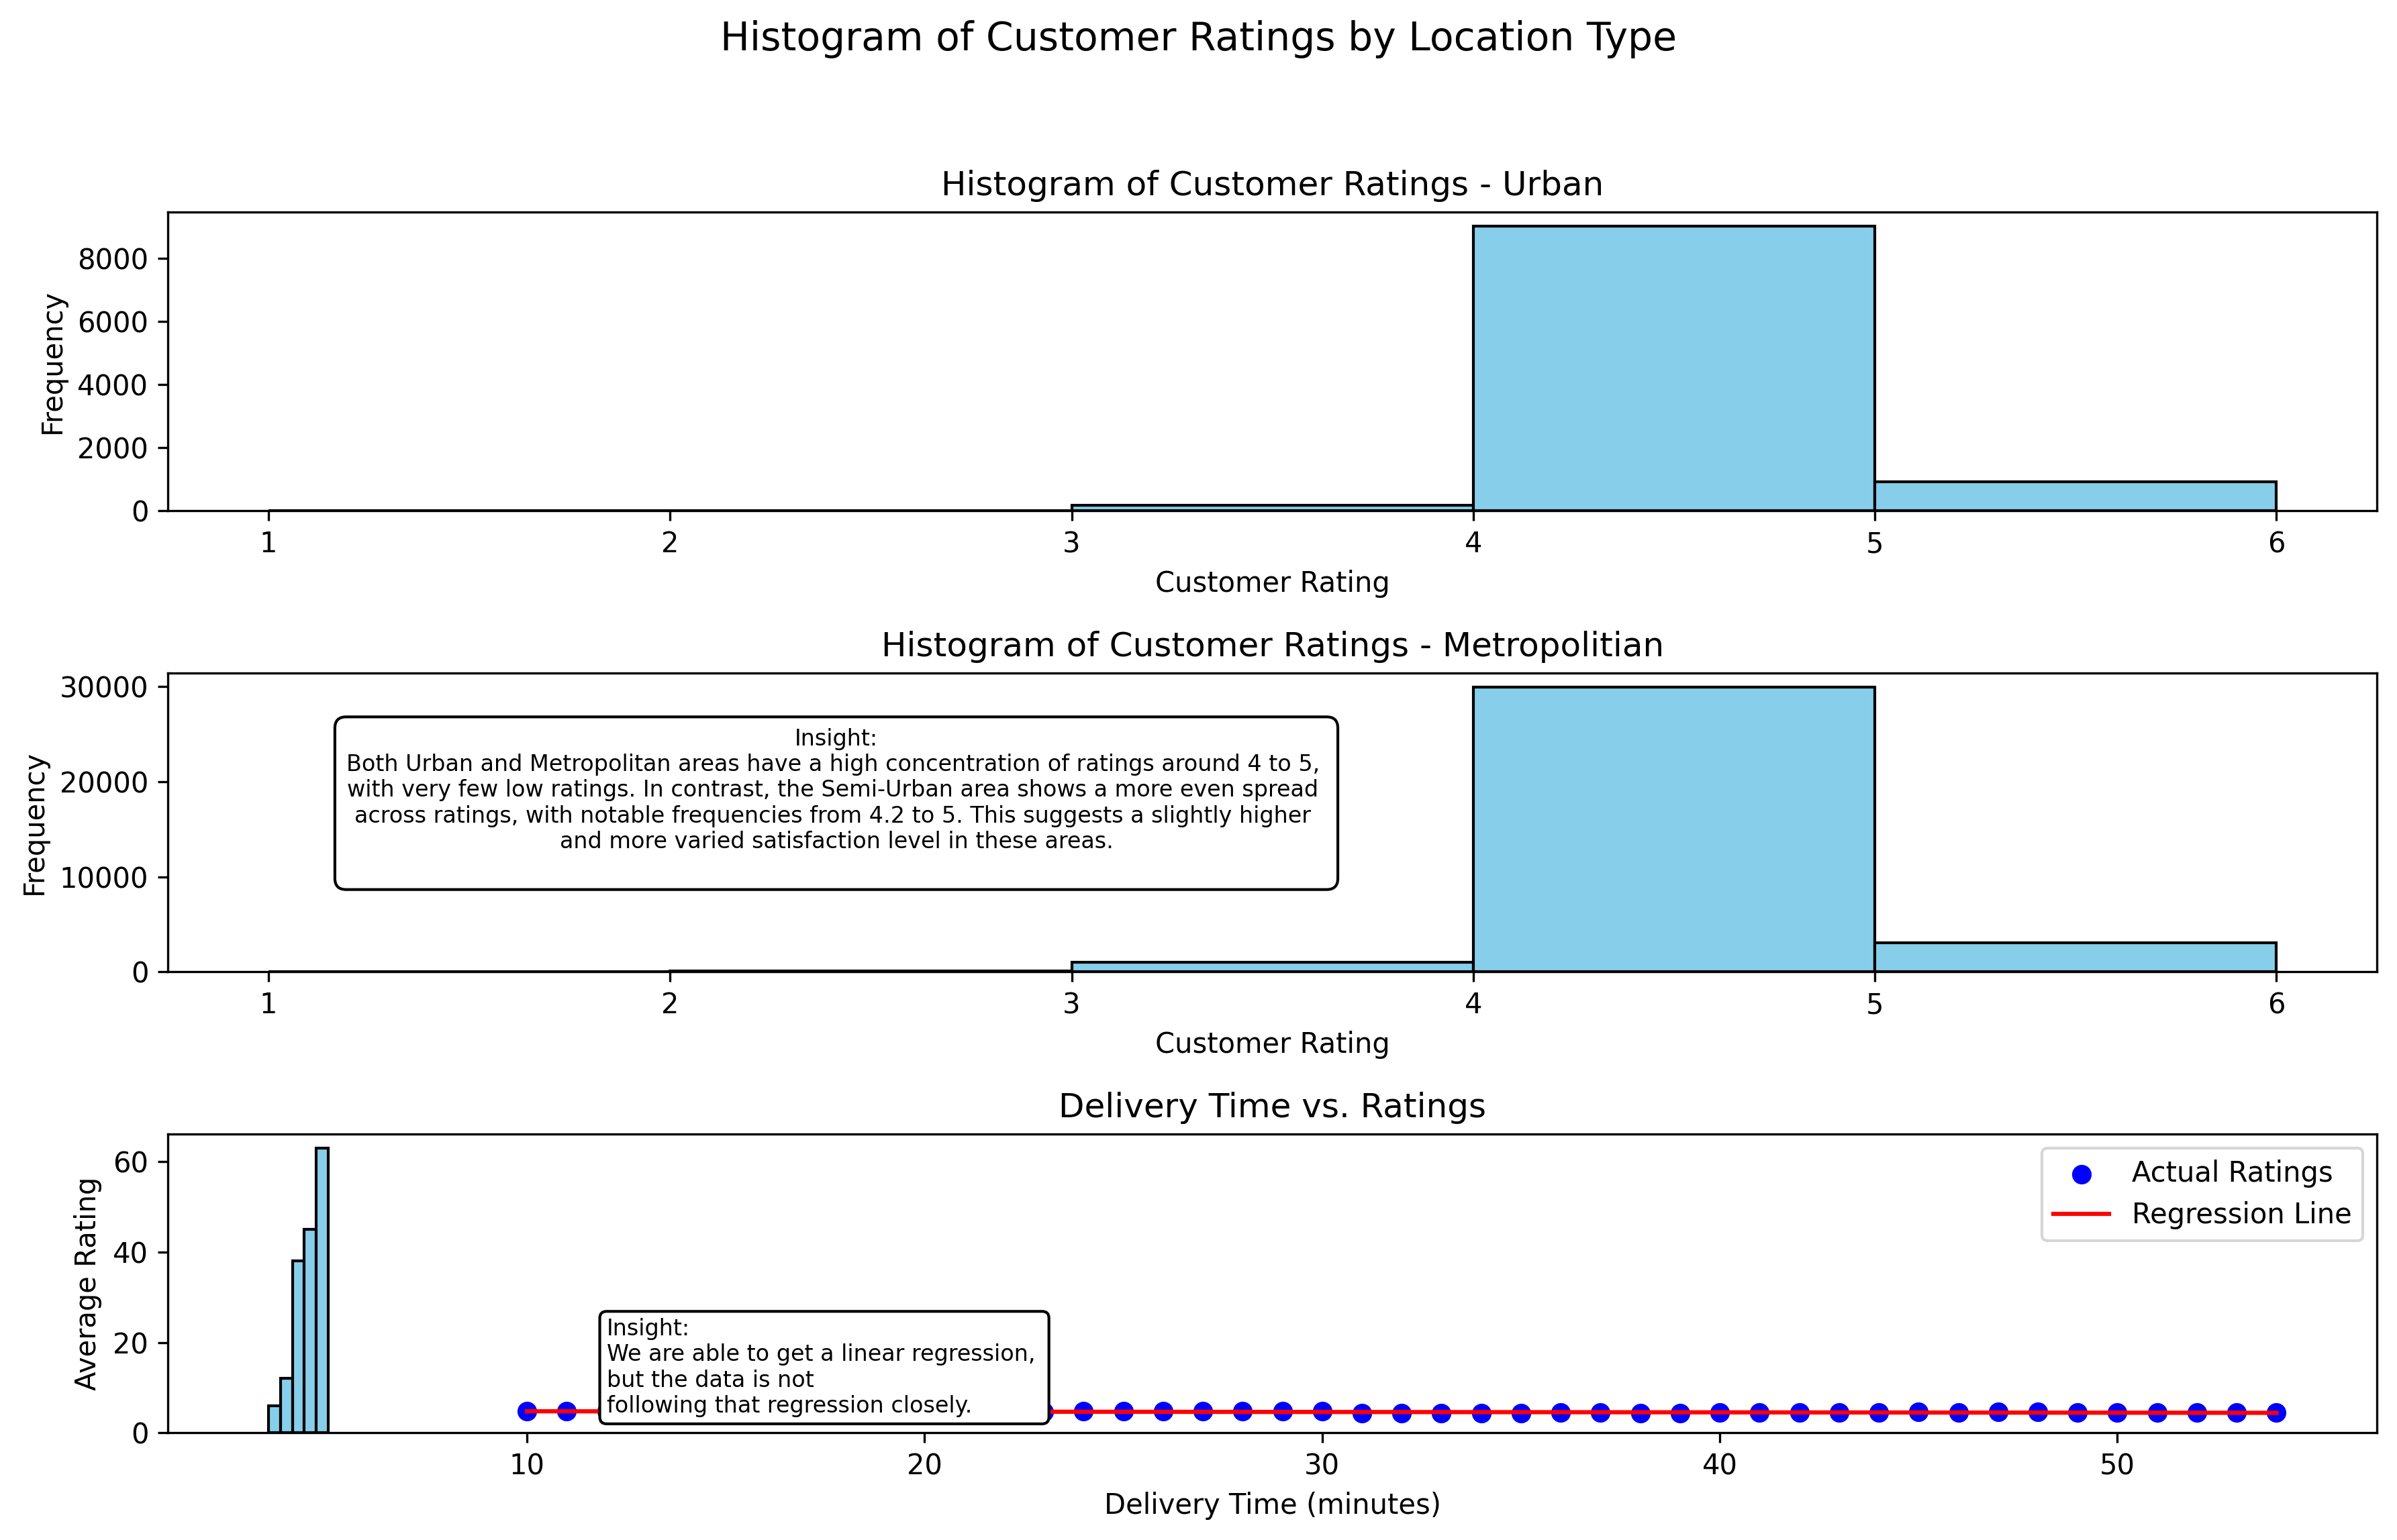 Histogram of Customer Ratings by Location Type
Histogram of Customer Ratings - Urban
8000
6000
4000
2000
0
Frequency
1 2 3 4 5 6
Customer Rating
Histogram of Customer Ratings - Metropolitian
30000
20000
10000
0
Frequency
Insight:
Both Urban and Metropolitan areas have a high concentration of ratings around 4 to 5,
with very few low ratings. In contrast, the Semi-Urban area shows a more even spread
across ratings, with notable frequencies from 4.2 to 5. This suggests a slightly higher
and more varied satisfaction level in these areas.
1 2 3 4 5 6
Customer Rating
Delivery Time vs. Ratings
60
40
20
0
Average Rating
Actual Ratings
Regression Line
Insight:
We are able to get a linear regression,
but the data is not
following that regression closely.
10 20 30 40 50
Delivery Time (minutes)